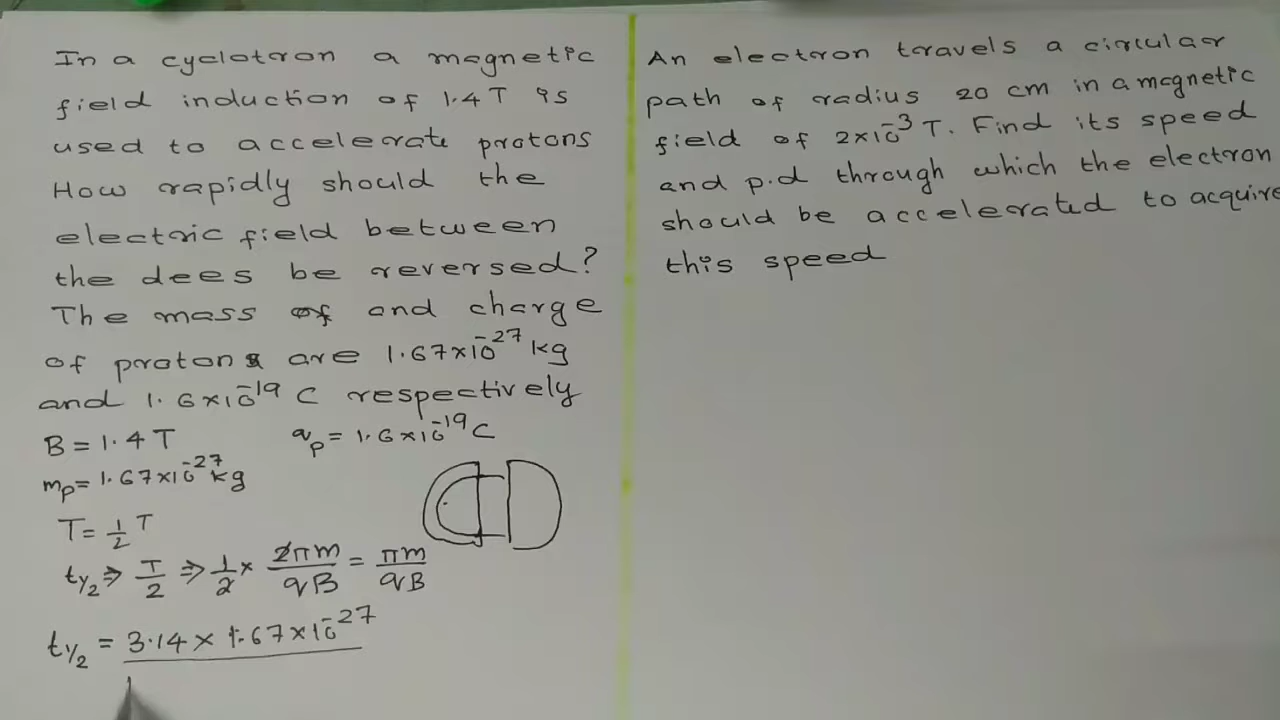 In a cyclotron a magnetic
field induction of 1.4 T is
used to accelerate protons
How rapidly should the
electric field between
the dees be reversed?
The mass of and charge
of proton are 1.67×10⁻²⁷ kg
and 1.6×10⁻¹⁹ C respectively
B = 1.4 T
q_p = 1.6×10⁻¹⁹ C
m_p = 1.67×10⁻²⁷ kg
T = 1/2 T
t_1/2 ⇒ T/2 ⇒ 1/2 × 2πm/qB = πm/qB
t_1/2 = 3.14 × 1.67×10⁻²⁷
An electron travels a circular
path of radius 20 cm in a magnetic
field of 2×10⁻³ T. Find its speed
and p.d through which the electron
should be accelerated to acquire
this speed